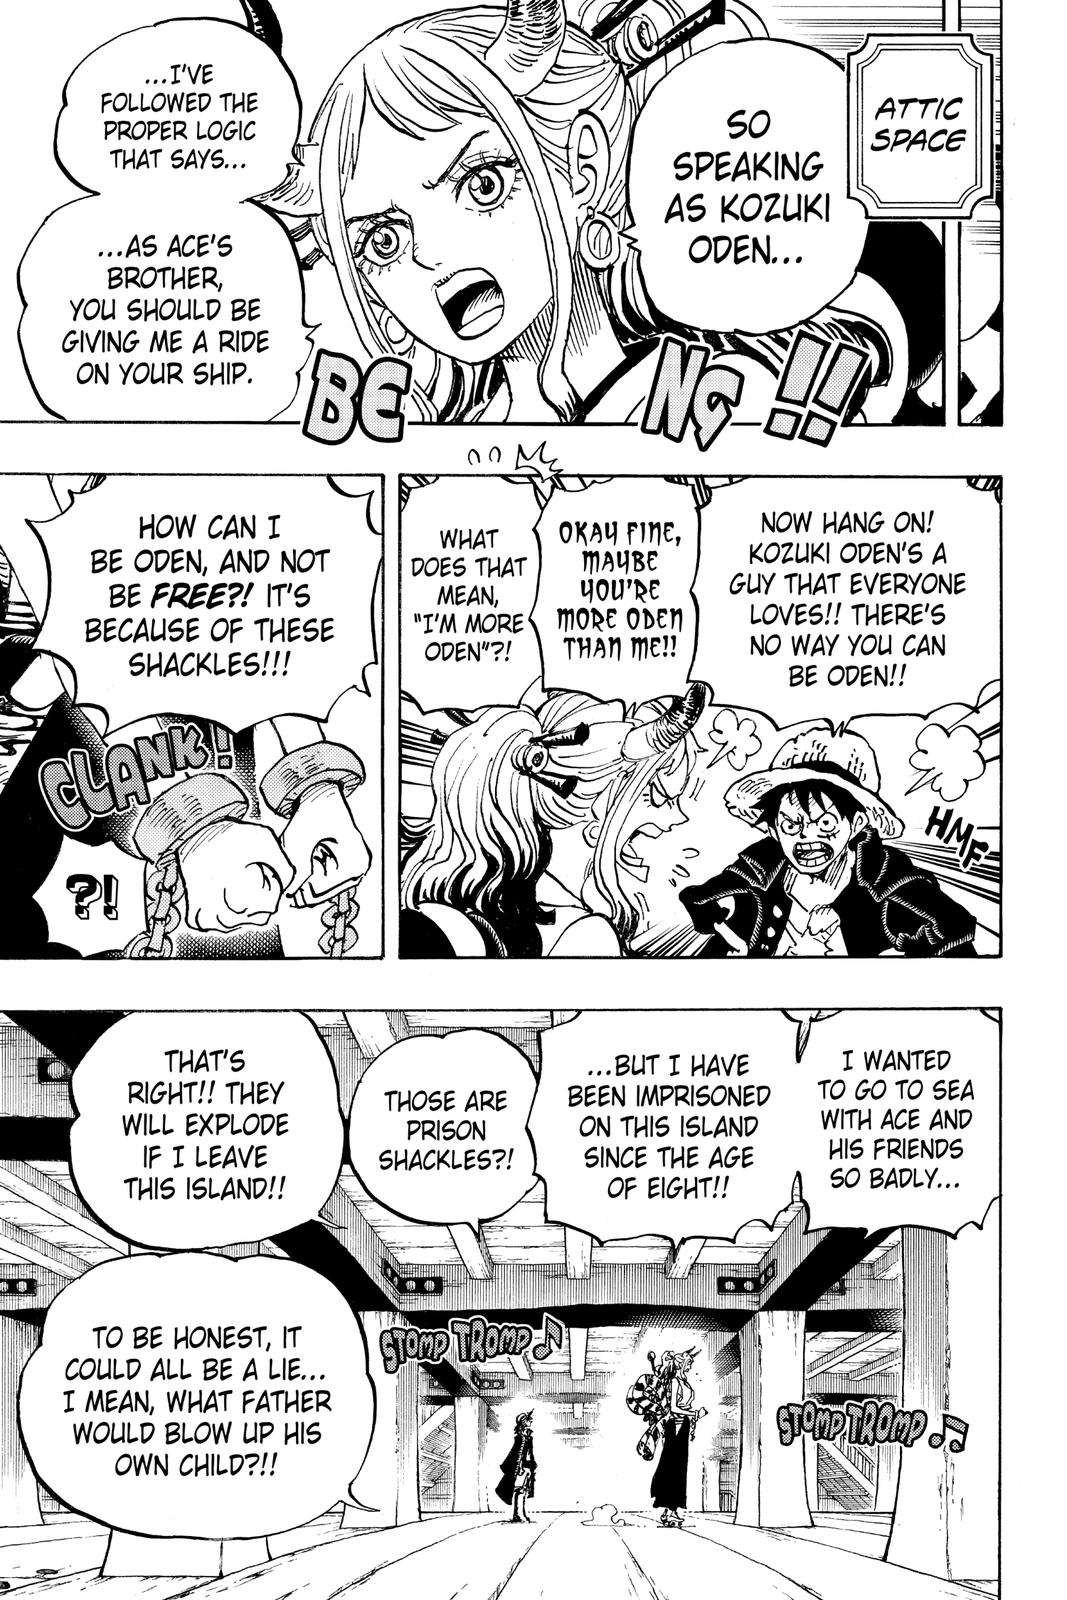 ATTIC
SPACE
SO
SPEAKING
AS KOZUKI
ODEN...
...I'VE
FOLLOWED THE
PROPER LOGIC
THAT SAYS...
...AS ACE'S
BROTHER,
YOU SHOULD BE
GIVING ME A RIDE
ON YOUR SHIP.
BENG!!
NOW HANG ON!
KOZUKI ODEN'S A
GUY THAT EVERYONE
LOVES!! THERE'S
NO WAY YOU CAN
BE ODEN!!
OKAY FINE,
MAYBE
YOU'RE
MORE ODEN
THAN ME!!
WHAT
DOES THAT
MEAN,
"I'M MORE
ODEN"?!
HMF
HOW CAN I
BE ODEN, AND NOT
BE FREE?! IT'S
BECAUSE OF THESE
SHACKLES!!!
CLANK!
?!
I WANTED
TO GO TO SEA
WITH ACE AND
HIS FRIENDS
SO BADLY...
...BUT I HAVE
BEEN IMPRISONED
ON THIS ISLAND
SINCE THE AGE
OF EIGHT!!
THOSE ARE
PRISON
SHACKLES?!
THAT'S
RIGHT!! THEY
WILL EXPLODE
IF I LEAVE
THIS ISLAND!!
TO BE HONEST, IT
COULD ALL BE A LIE...
I MEAN, WHAT FATHER
WOULD BLOW UP HIS
OWN CHILD?!!
STOMP TROMP
STOMP TROMP